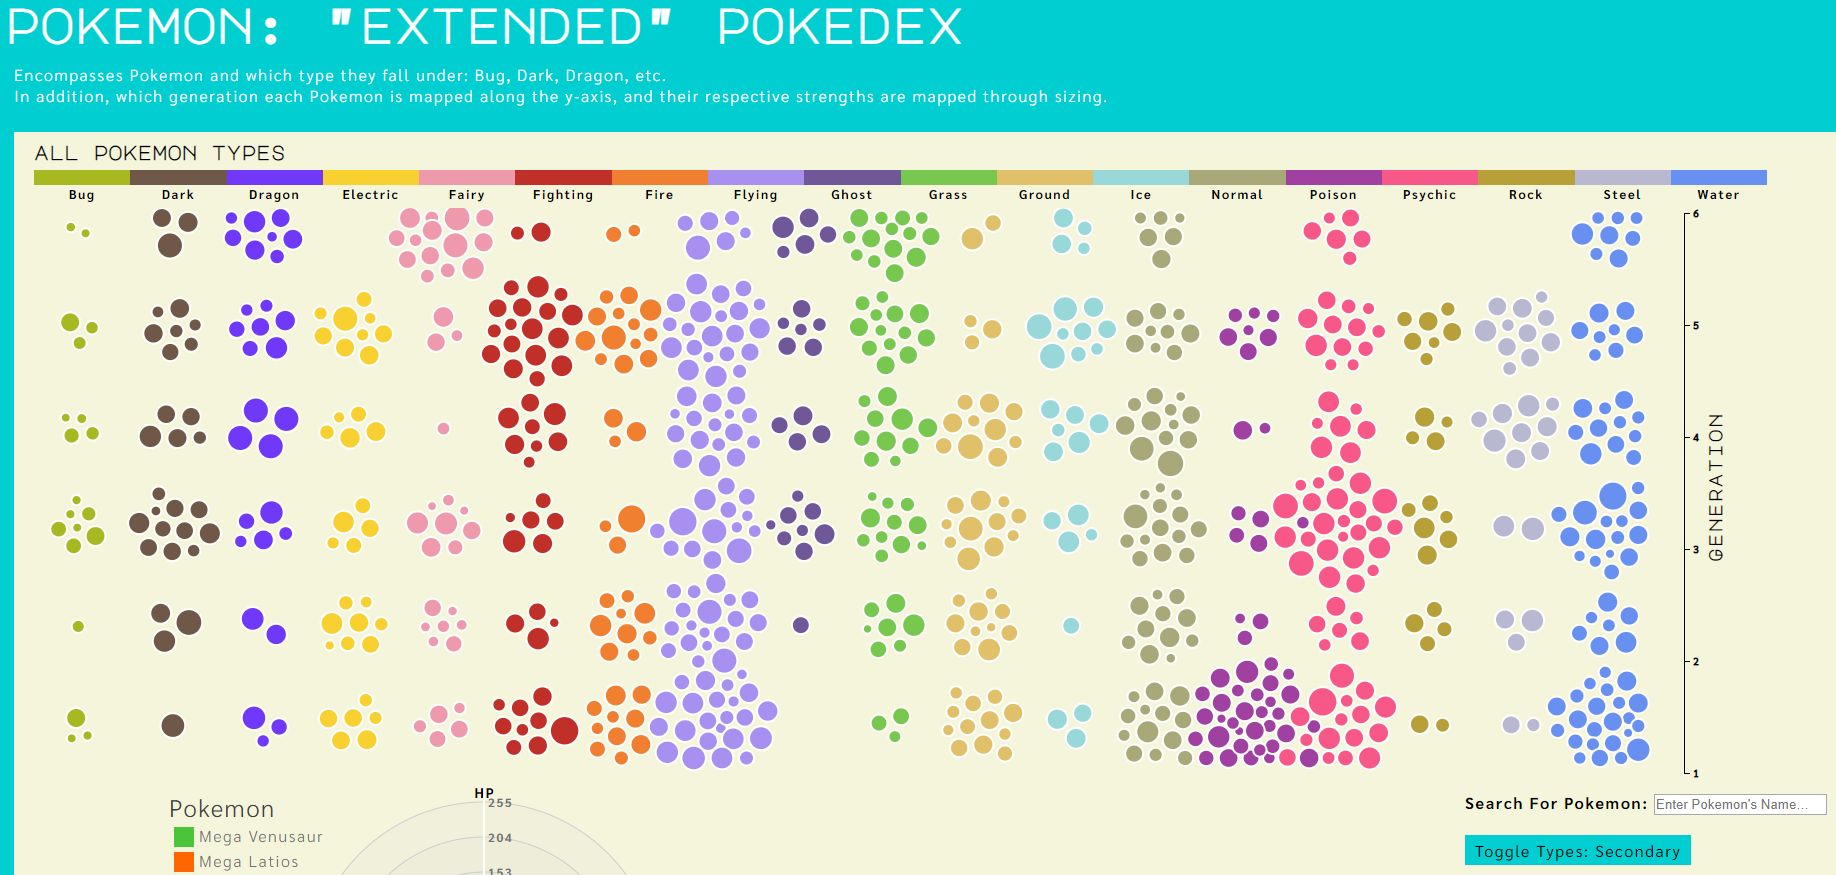 POKEMON: "EXTENDED" POKEDEX
Encompasses Pokemon and which type they fall under: Bug, Dark, Dragon, etc.
In addition, which generation each Pokemon is mapped along the y-axis, and their respective strengths are mapped through sizing.
ALL POKEMON TYPES
Bug Dark Dragon Electric Fairy Fighting Fire Flying Ghost Grass Ground Ice Normal Poison Psychic Rock Steel Water
6
5
4
3
2
1
GENERATION
Pokemon
Mega Venusaur
Mega Latios
HP
255
204
153
Search For Pokemon: Enter Pokemon's Name...
Toggle Types: Secondary